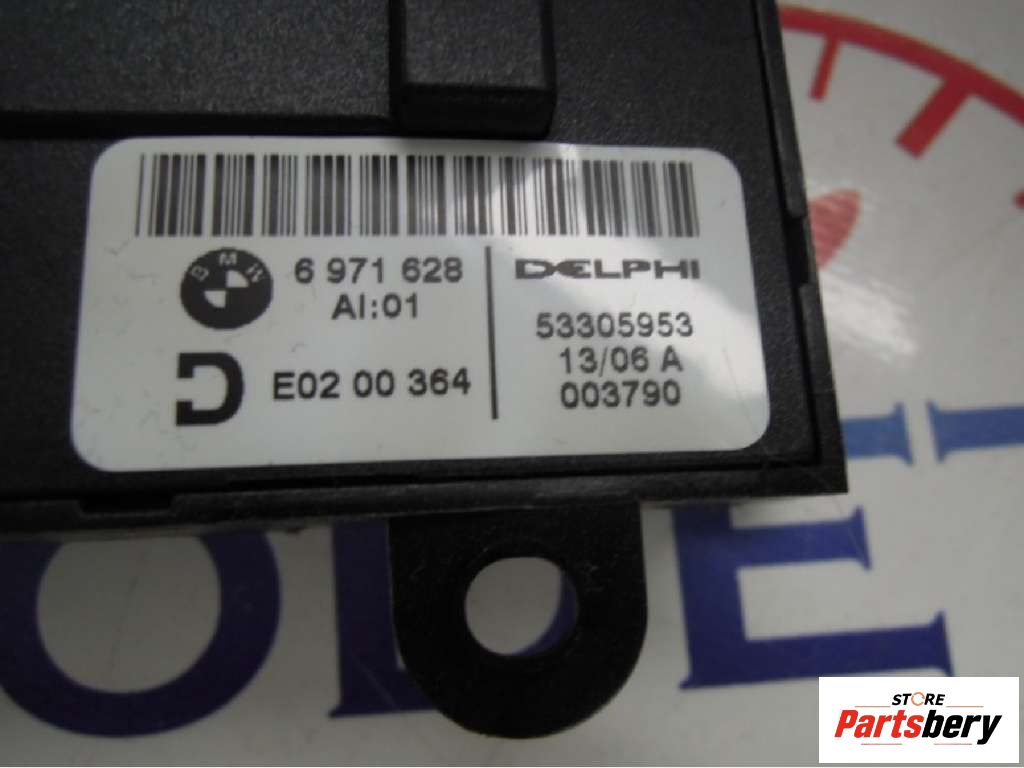 BMW
6 971 628
AI:01
D
E02 00 364
DELPHI
53305953
13/06 A
003790
STORE
Partsbery